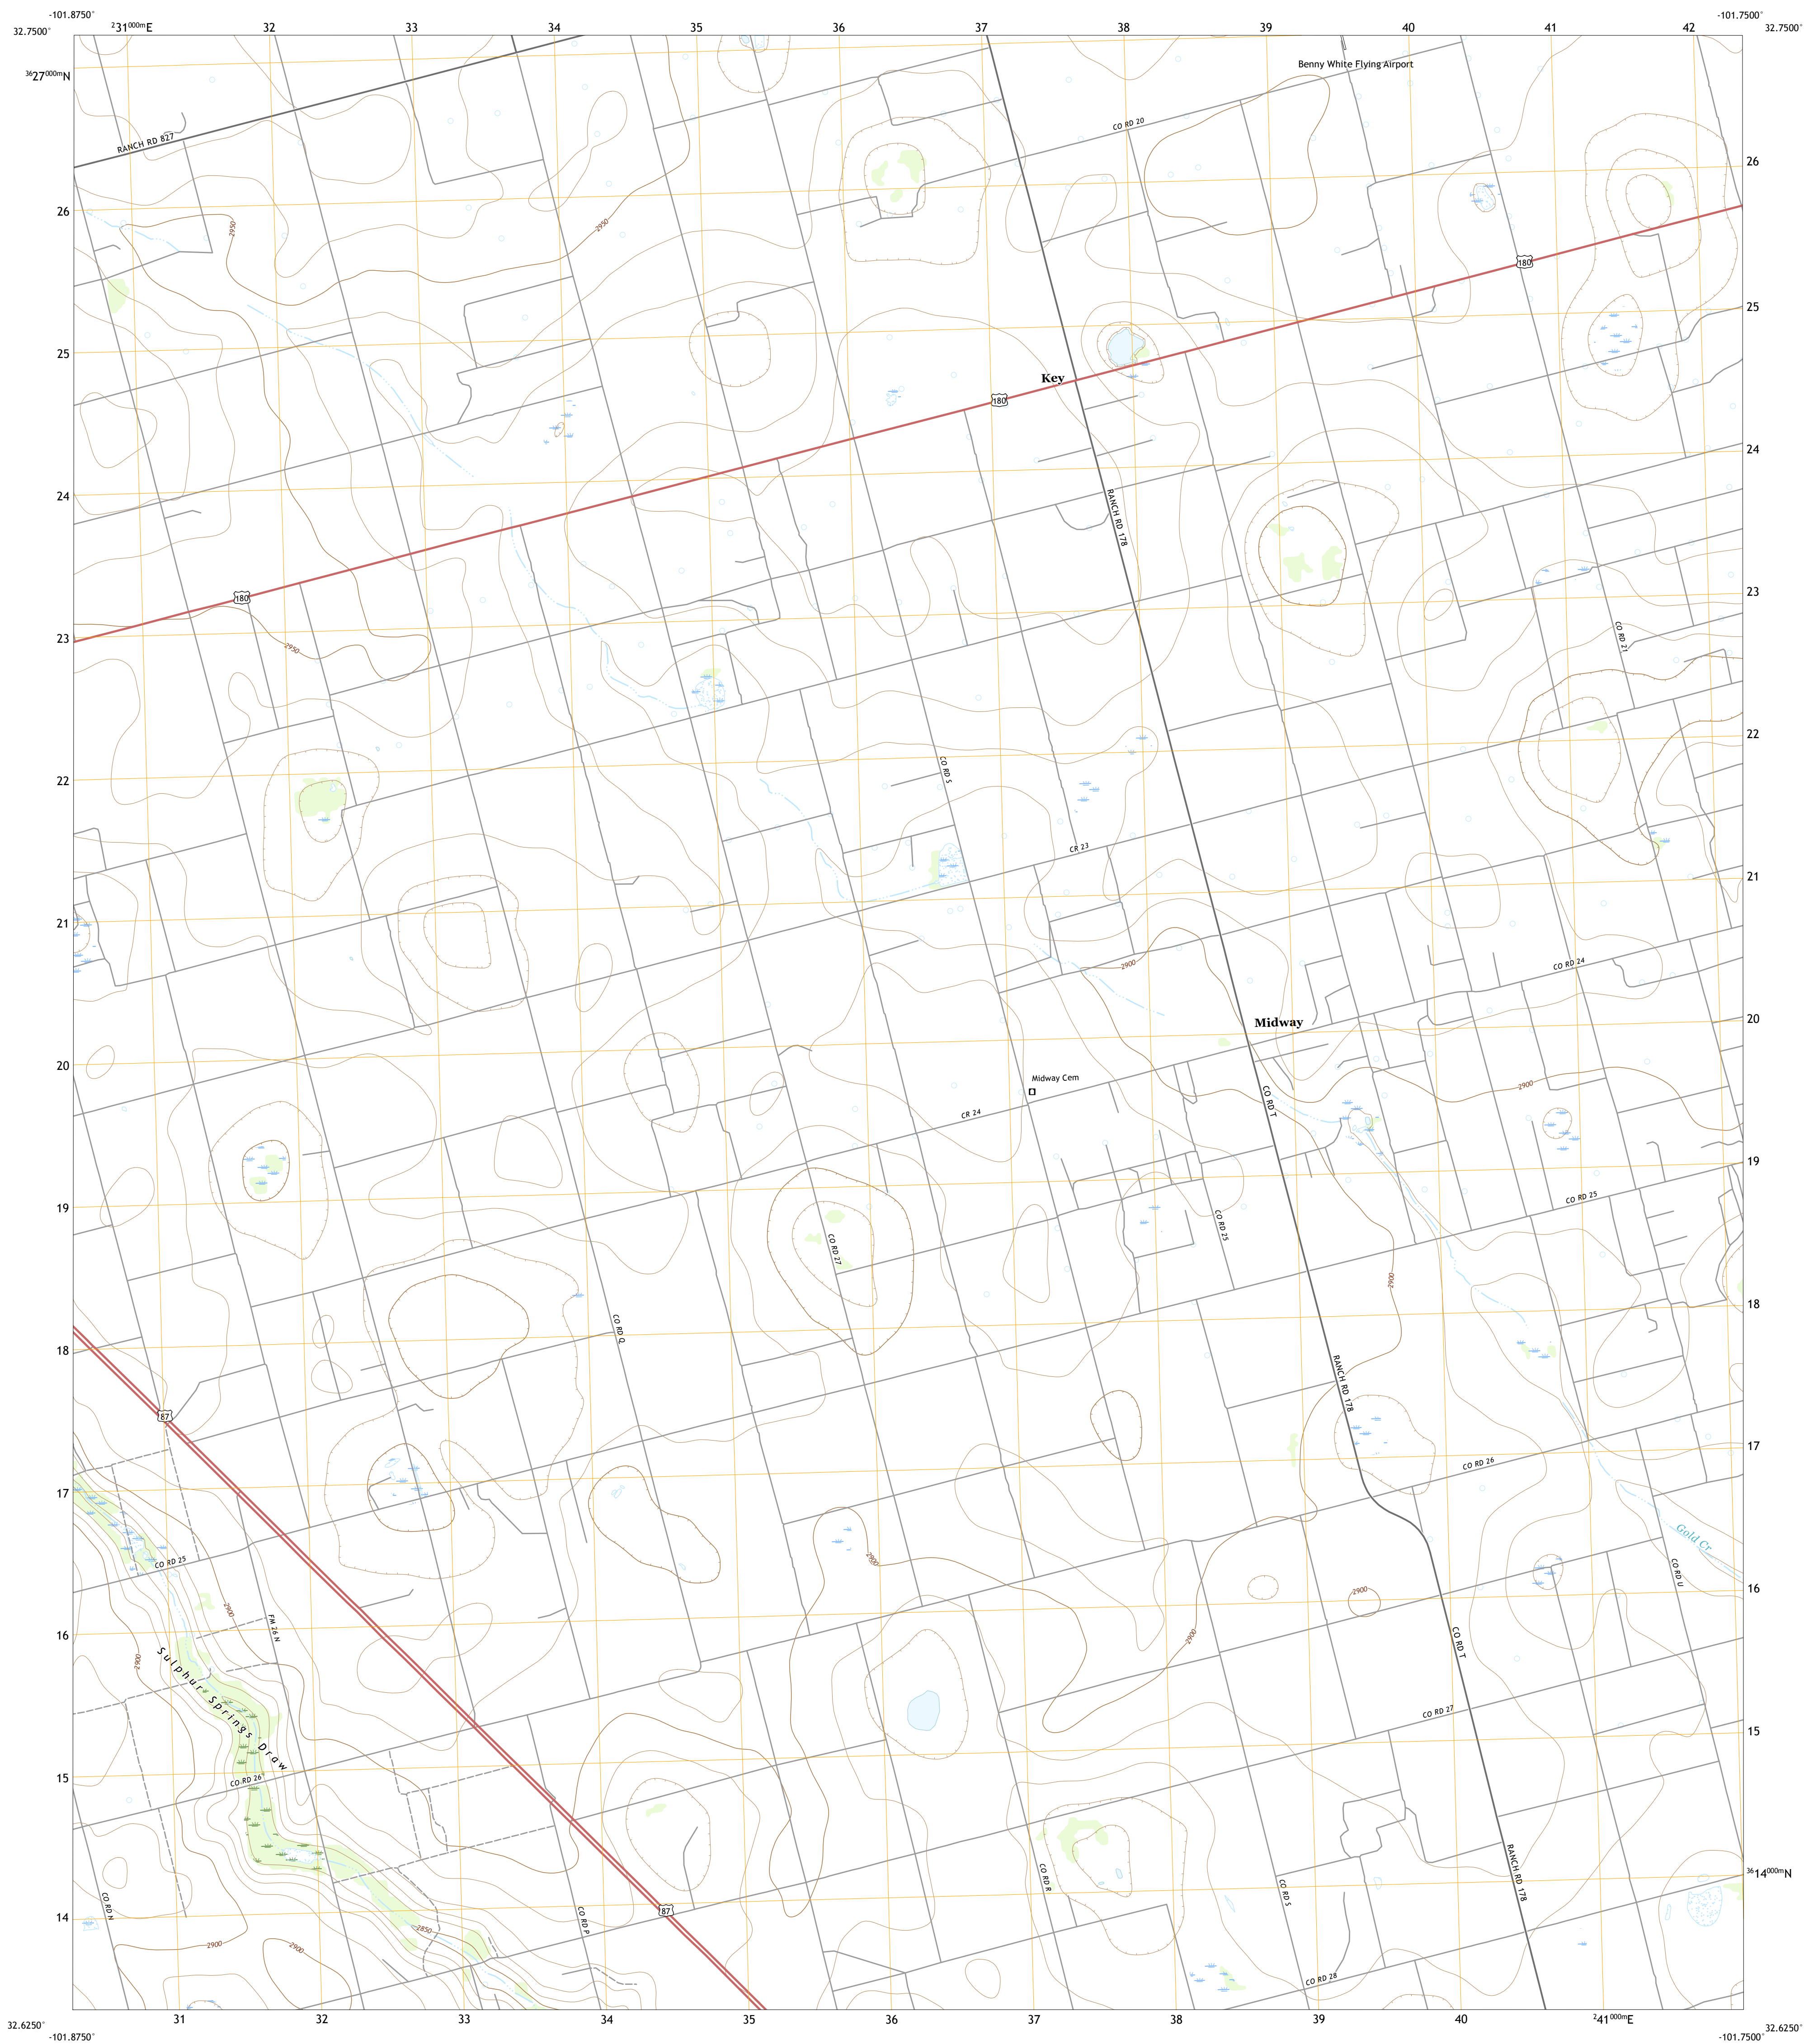 -101.8750°
-101.7500°
32.7500°
²31⁰⁰⁰ᵐE
32
33
34
35
36
37
38
39
40
41
42
32.7500°
³⁶27⁰⁰⁰ᵐN
Benny White Flying Airport
RANCH RD 827
CO RD 20
26
26
2950
2950
180
25
25
Key
180
24
24
RANCH RD 178
180
23
23
CO RD 21
2950
22
22
CO RD S
CR 23
21
21
2900
CO RD 24
Midway
20
20
Midway Cem
2900
CR 24
CO RD T
19
19
CO RD 25
CO RD 25
CO RD 27
2900
18
18
CO RD Q
RANCH RD 178
87
17
17
CO RD 26
Gold Cr
2900
CO RD 25
CO RD U
16
2900
2900
FM 26 N
16
2900
2900
CO RD T
Sulphur Springs Draw
CO RD 27
15
15
CO RD 26
RANCH RD 178
³⁶14⁰⁰⁰ᵐN
CO RD N
CO RD R
CO RD S
87
CO RD P
14
2850
2900
2900
CO RD 28
32.6250°
31
32
33
34
35
36
37
38
39
40
²41⁰⁰⁰ᵐE
32.6250°
-101.8750°
-101.7500°